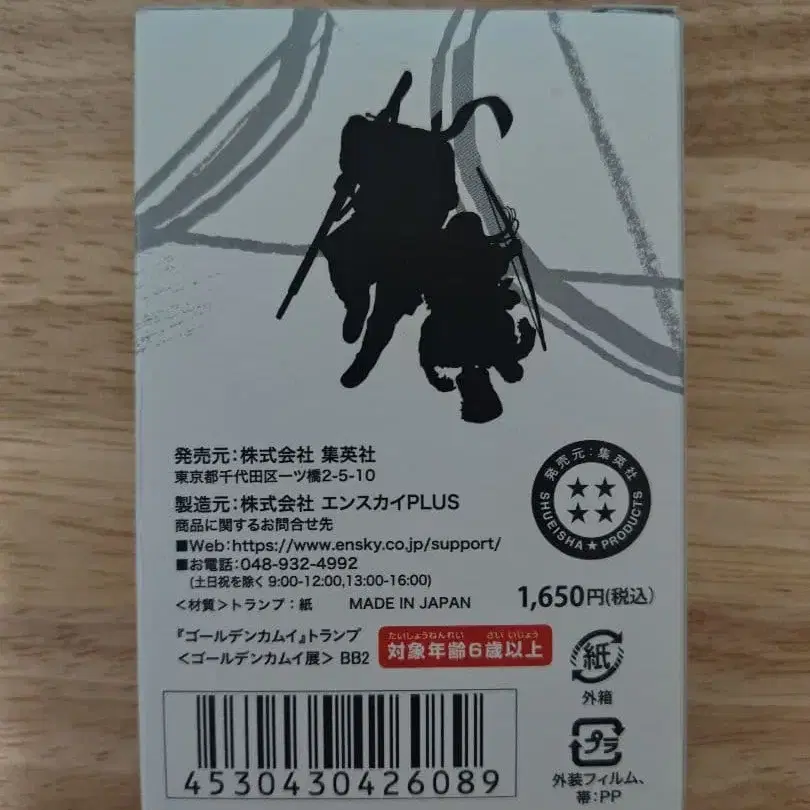 発売元：株式会社 集英社
東京都千代田区一ツ橋2-5-10
製造元：株式会社 エンスカイPLUS
商品に関するお問合せ先
■Web：https://www.ensky.co.jp/support/
■お電話：048-932-4992
(土日祝を除く 9:00-12:00,13:00-16:00)
<材質>トランプ：紙 MADE IN JAPAN
発売元：集英社
SHUEISHA★PRODUCTS
1,650円(税込)
『ゴールデンカムイ』トランプ
<ゴールデンカムイ展> BB2
たいしょうねんれい さい いじょう
対象年齢6歳以上
紙
外箱
プラ
外装フィルム、
帯：PP
4530430426089